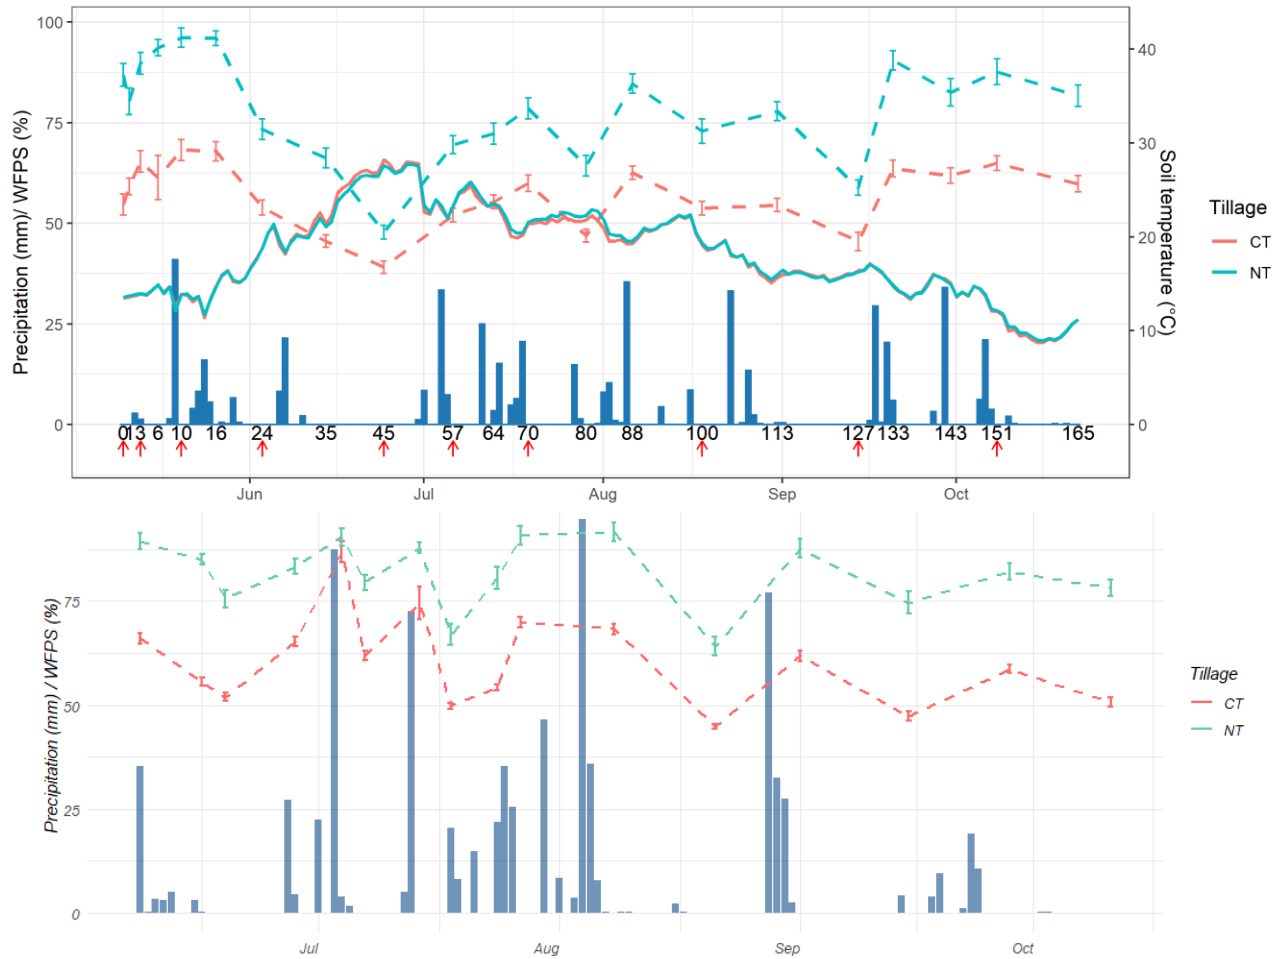 100
75
50
25
0
Precipitation (mm)/ WFPS (%)
40
30
20
10
0
Soil temperature (°C)
0 1 3 6 10 16 24 35 45 57 64 70 80 88 100 113 127 133 143 151 165
Jun Jul Aug Sep Oct
Tillage
CT
NT
75
50
25
0
Precipitation (mm) / WFPS (%)
Jul Aug Sep Oct
Tillage
CT
NT